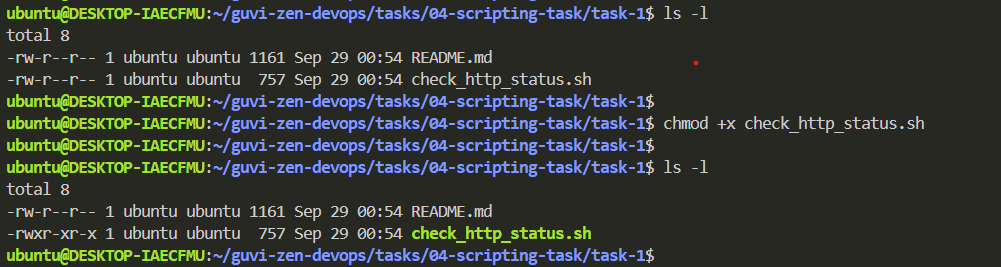 ubuntu@DESKTOP-IAECFMU:~/guvi-zen-devops/tasks/04-scripting-task/task-1$ ls -l
total 8
-rw-r--r-- 1 ubuntu ubuntu 1161 Sep 29 00:54 README.md
-rw-r--r-- 1 ubuntu ubuntu  757 Sep 29 00:54 check_http_status.sh
ubuntu@DESKTOP-IAECFMU:~/guvi-zen-devops/tasks/04-scripting-task/task-1$
ubuntu@DESKTOP-IAECFMU:~/guvi-zen-devops/tasks/04-scripting-task/task-1$ chmod +x check_http_status.sh
ubuntu@DESKTOP-IAECFMU:~/guvi-zen-devops/tasks/04-scripting-task/task-1$
ubuntu@DESKTOP-IAECFMU:~/guvi-zen-devops/tasks/04-scripting-task/task-1$ ls -l
total 8
-rw-r--r-- 1 ubuntu ubuntu 1161 Sep 29 00:54 README.md
-rwxr-xr-x 1 ubuntu ubuntu  757 Sep 29 00:54 check_http_status.sh
ubuntu@DESKTOP-IAECFMU:~/guvi-zen-devops/tasks/04-scripting-task/task-1$